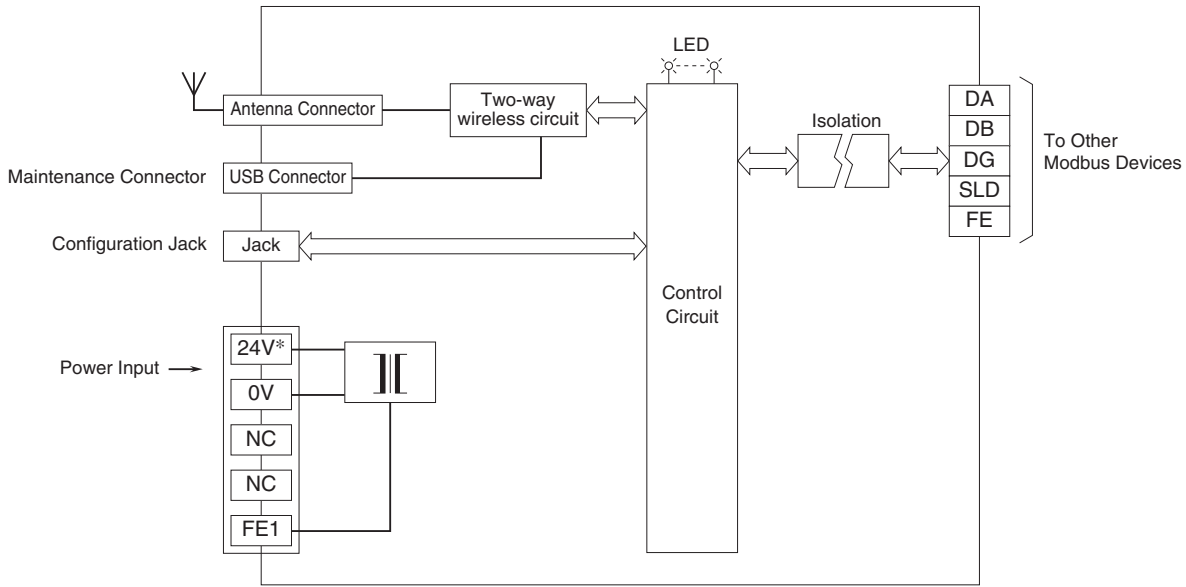 LED
Antenna Connector
Two-way
wireless circuit
Isolation
DA
DB
DG
SLD
FE
To Other
Modbus Devices
Maintenance Connector
USB Connector
Configuration Jack
Jack
Control
Circuit
Power Input
24V*
0V
NC
NC
FE1